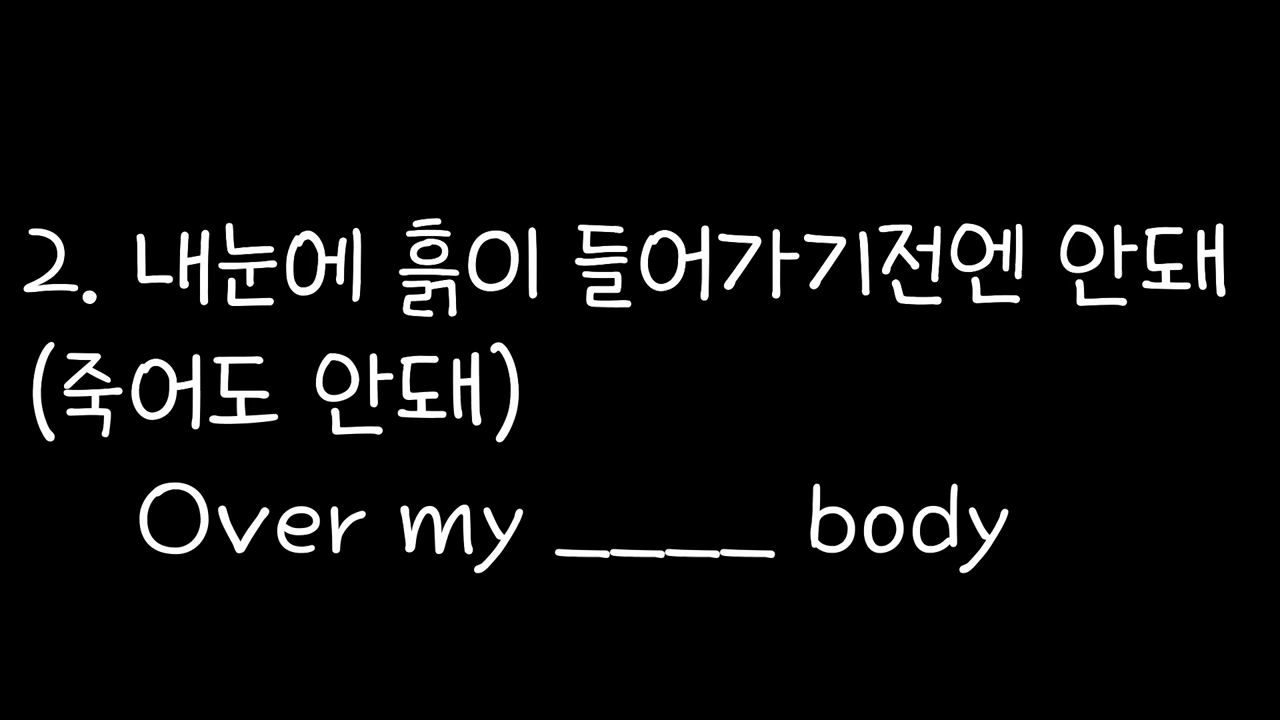 2. 내눈에 흙이 들어가기전엔 안돼
(죽어도 안돼)
Over my ____ body